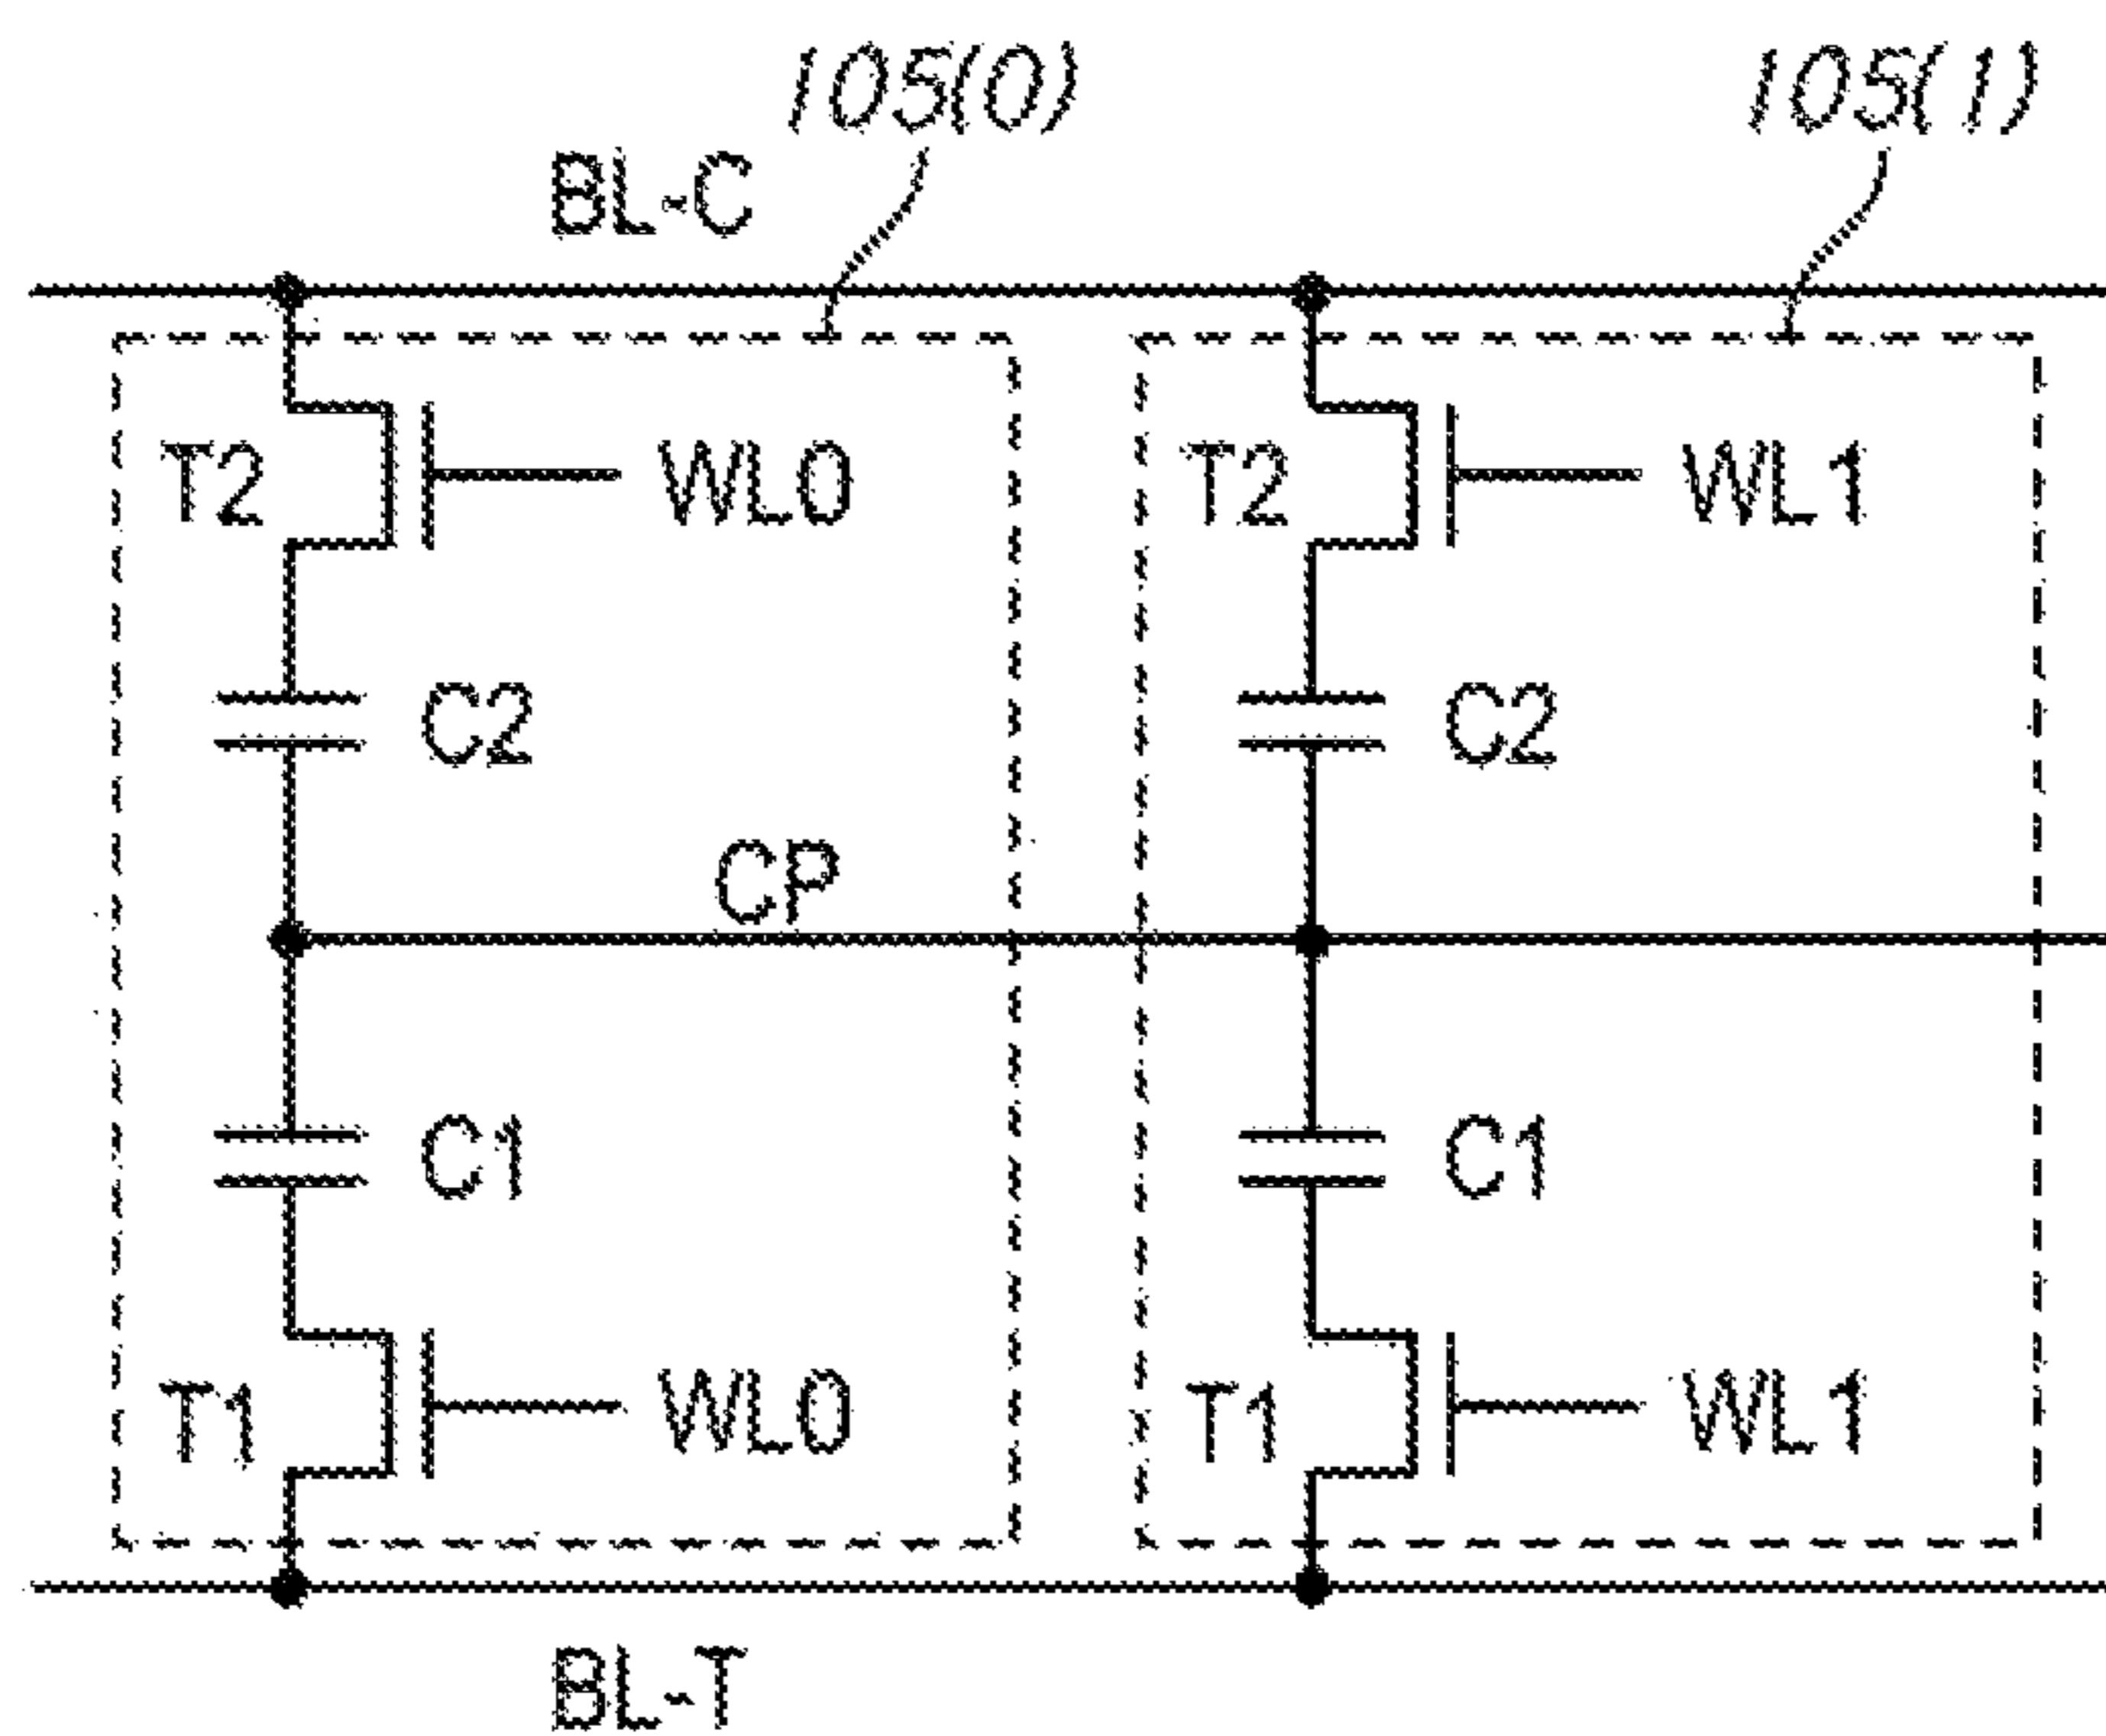 105(0) 105(1)
BL-C
T2 WL0 T2 WL1
C2 C2
CP
C1 C1
T1 WL0 T1 WL1
BL-T